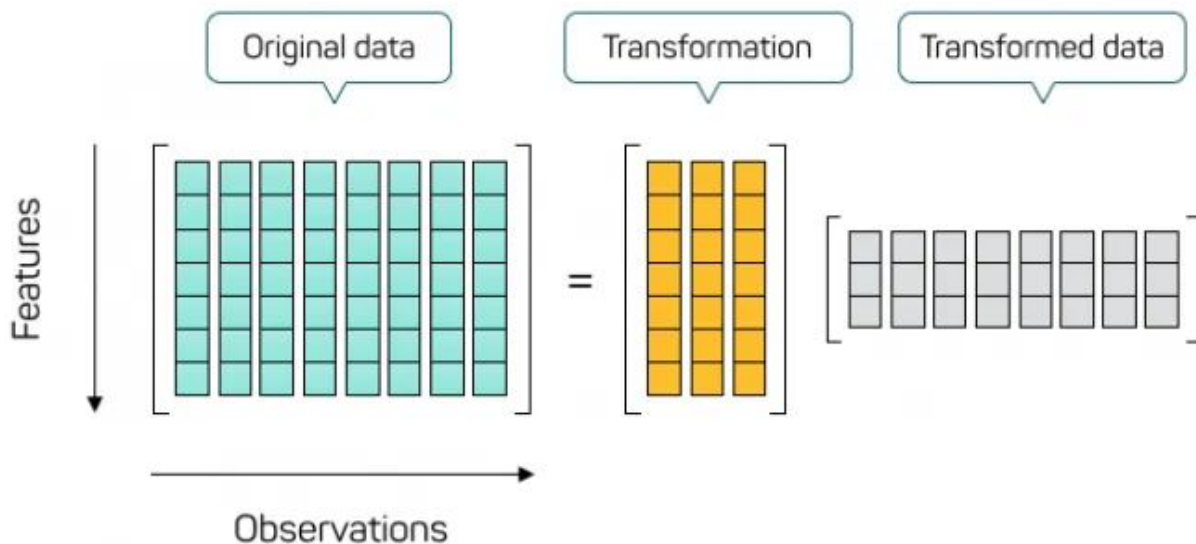 Original data
Transformation
Transformed data
Features
=
Observations